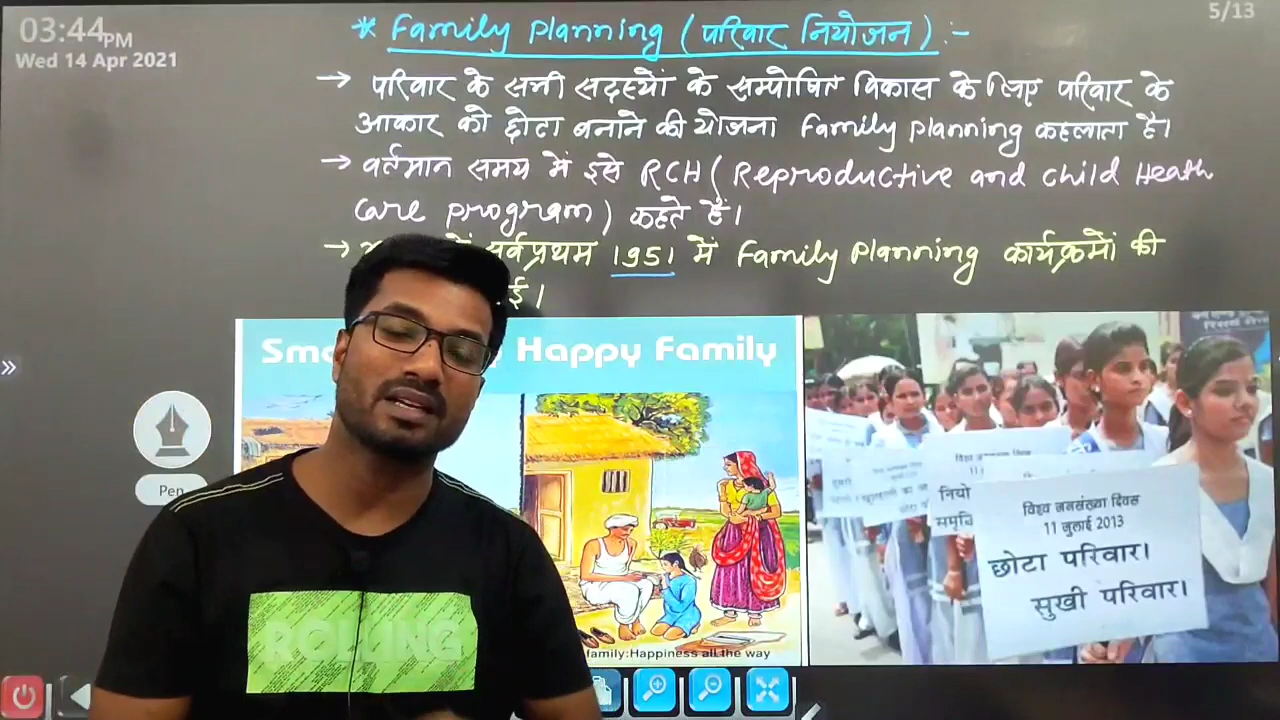 03:44PM
Wed 14 Apr 2021
5/13
* Family Planning ( परिवार नियोजन ) :-
→ परिवार के सभी सदस्यों के सम्पोषित विकास के लिए परिवार के
आकार को छोटा बनाने की योजना Family planning कहलाता है।
→ वर्तमान समय में इसे RCH ( Reproductive and child Heath
care program ) कहते हैं।
→ में सर्वप्रथम 1951 में Family Planning कार्यक्रमों की
ई।
Happy Family
Family:Happiness all the way
विश्व जनसंख्या दिवस
11 जुलाई 2013
छोटा परिवार।
सुखी परिवार।
Pen
ROLLING